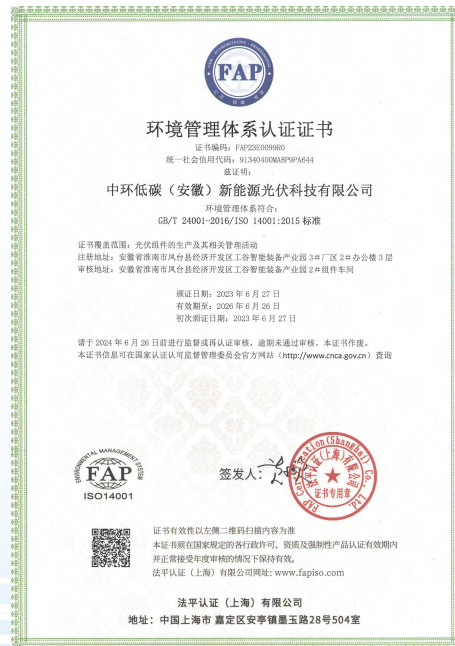 FAP
环境管理体系认证证书
证书编码：FAP23E0099R0
统一社会信用代码：91340400MA8P9PA644
兹证明：
中环低碳（安徽）新能源光伏科技有限公司
环境管理体系符合：
GB/T 24001-2016/ISO 14001:2015 标准
证书覆盖范围：光伏组件的生产及其相关管理活动
注册地址：安徽省淮南市凤台县经济开发区工谷智能装备产业园 3#厂区 2#办公楼 3 层
审核地址：安徽省淮南市凤台县经济开发区工谷智能装备产业园 2#组件车间
颁证日期：2023 年 6 月 27 日
有效期至：2026 年 6 月 26 日
初次颁证日期：2023 年 6 月 27 日
请于 2024 年 6 月 26 日前进行监督或再认证审核，逾期未通过审核，本证书作废。
本证书信息可在国家认证认可监督管理委员会官方网站（http://www.cnca.gov.cn）查询
ENVIRONMENTAL MANAGEMENT SYSTEM
FAP
ISO14001
签发人：
FAP Certification (Shanghai) Co., Ltd.
法平认证(上海)有限公司
证书专用章
证书有效性以左侧二维码扫描内容为准
本证书须在国家规定的各行政许可、资质及强制性产品认证有效期内
并正常接受年度审核的情况下保持有效。
法平认证（上海）有限公司网址: www.fapiso.com
法平认证（上海）有限公司
地址：中国上海市 嘉定区安亭镇墨玉路28号504室